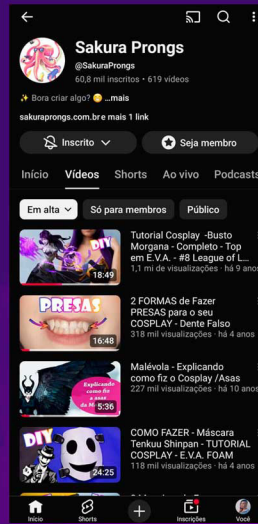 Sakura Prongs
@SakuraProngs
60,8 mil inscritos • 619 vídeos
Bora criar algo? ...mais
sakuraprongs.com.br e mais 1 link
Inscrito
Seja membro
Início Vídeos Shorts Ao vivo Podcasts
Em alta
Só para membros
Público
DIY
18:49
Tutorial Cosplay -Busto
Morgana - Completo - Top
em E.V.A. - #8 League of L...
1,1 mi de visualizações · há 9 anos
PRESAS
16:48
2 FORMAS de Fazer
PRESAS para o seu
COSPLAY - Dente Falso
318 mil visualizações · há 4 anos
Explicando
como fiz
a asas
da M
5:36
Malévola - Explicando
como fiz o Cosplay /Asas
227 mil visualizações · há 10 anos
DIY
24:25
COMO FAZER - Máscara
Tenkuu Shinpan - TUTORIAL
COSPLAY - E.V.A. FOAM
118 mil visualizações · há 4 anos
Início
Shorts
Inscrições
Você